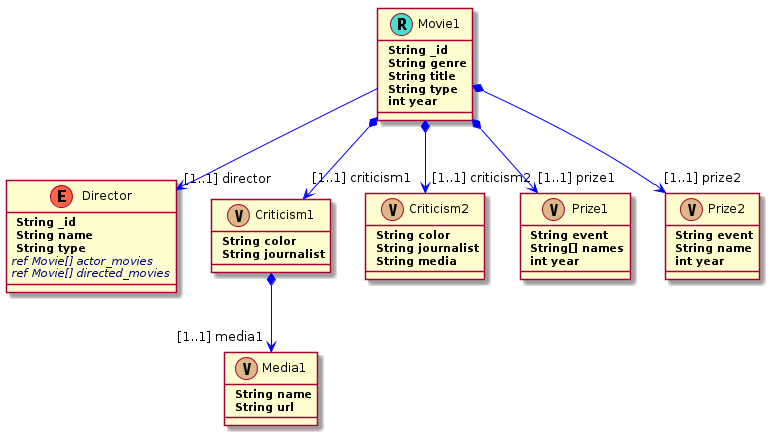 R Movie1
String _id
String genre
String title
String type
int year
[1..1] director
[1..1] criticism1
[1..1] criticism2
[1..1] prize1
[1..1] prize2
E Director
String _id
String name
String type
ref Movie[] actor_movies
ref Movie[] directed_movies
V Criticism1
String color
String journalist
V Criticism2
String color
String journalist
String media
V Prize1
String event
String[] names
int year
V Prize2
String event
String name
int year
[1..1] media1
V Media1
String name
String url